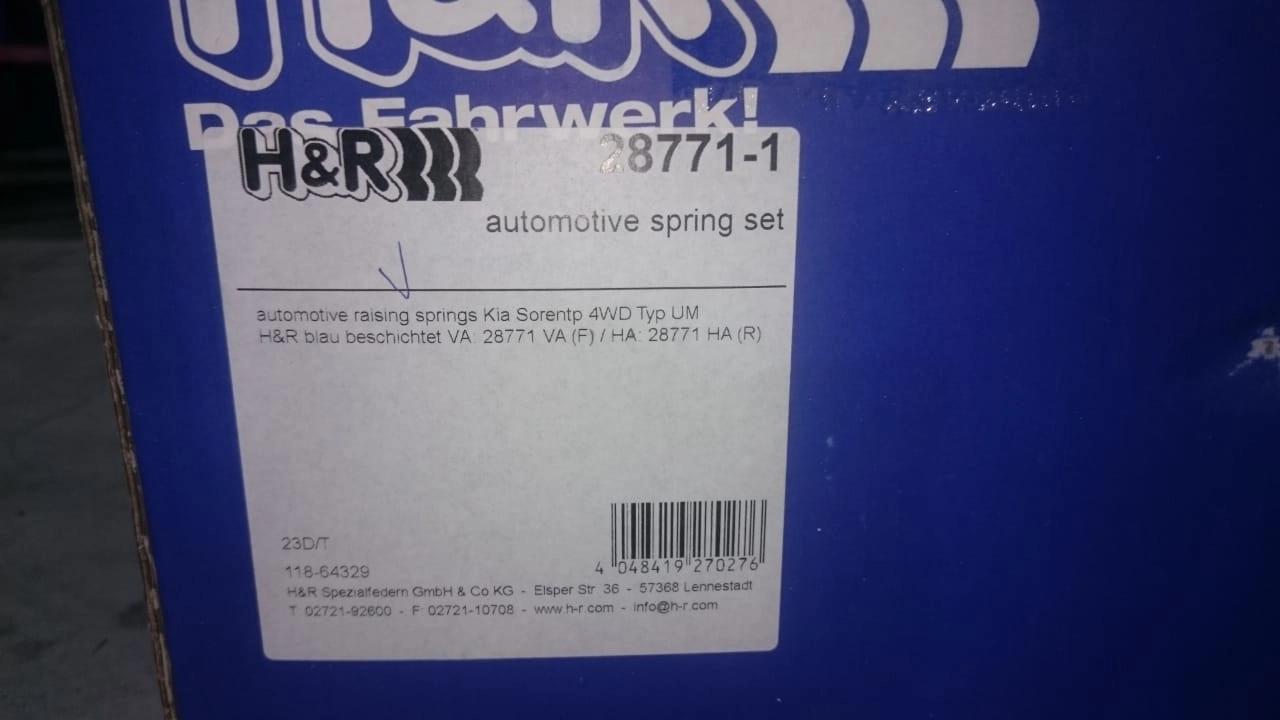 H&R
Das Fahrwerk!
H&R
28771-1
automotive spring set
automotive raising springs Kia Sorentp 4WD Typ UM
H&R blau beschichtet VA: 28771 VA (F) / HA: 28771 HA (R)
23D/T
4 048419 270276
118-64329
H&R Spezialfedern GmbH & Co KG - Elsper Str. 36 - 57368 Lennestadt
T 02721-92600 - F 02721-10708 - www.h-r.com - info@h-r.com